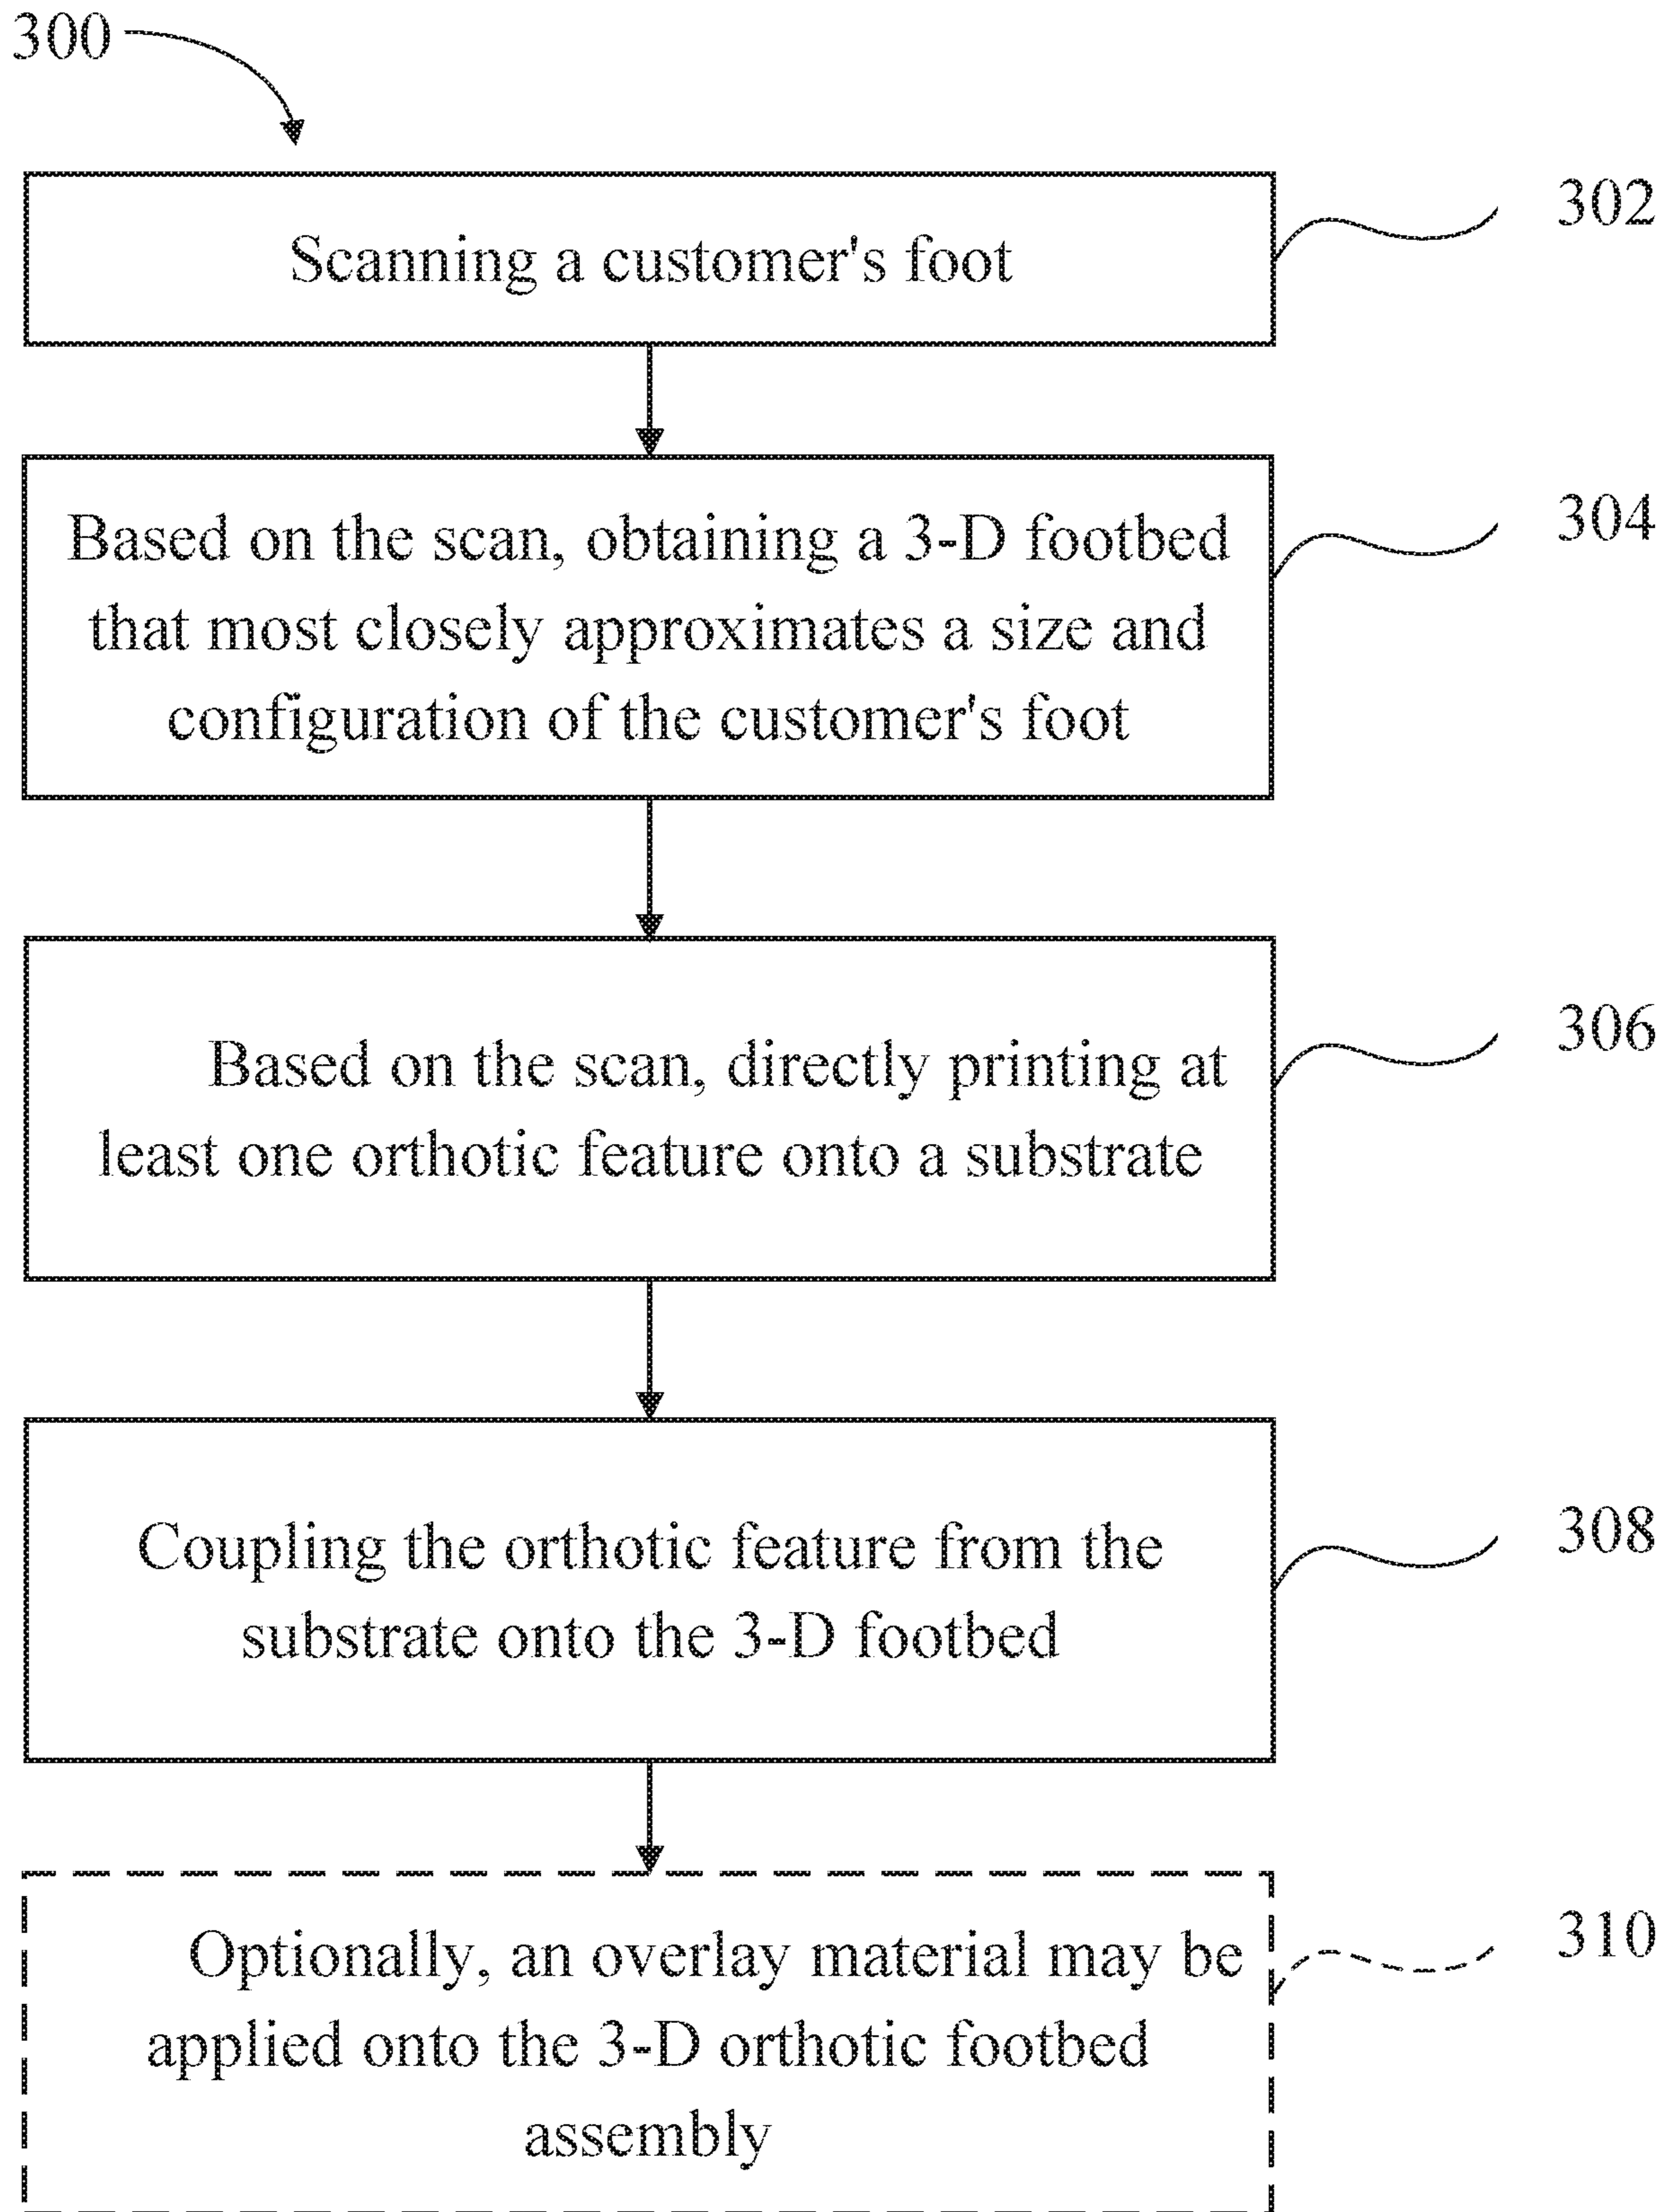 300
302
Scanning a customer's foot
304
Based on the scan, obtaining a 3-D footbed
that most closely approximates a size and
configuration of the customer's foot
306
Based on the scan, directly printing at
least one orthotic feature onto a substrate
308
Coupling the orthotic feature from the
substrate onto the 3-D footbed
310
Optionally, an overlay material may be
applied onto the 3-D orthotic footbed
assembly